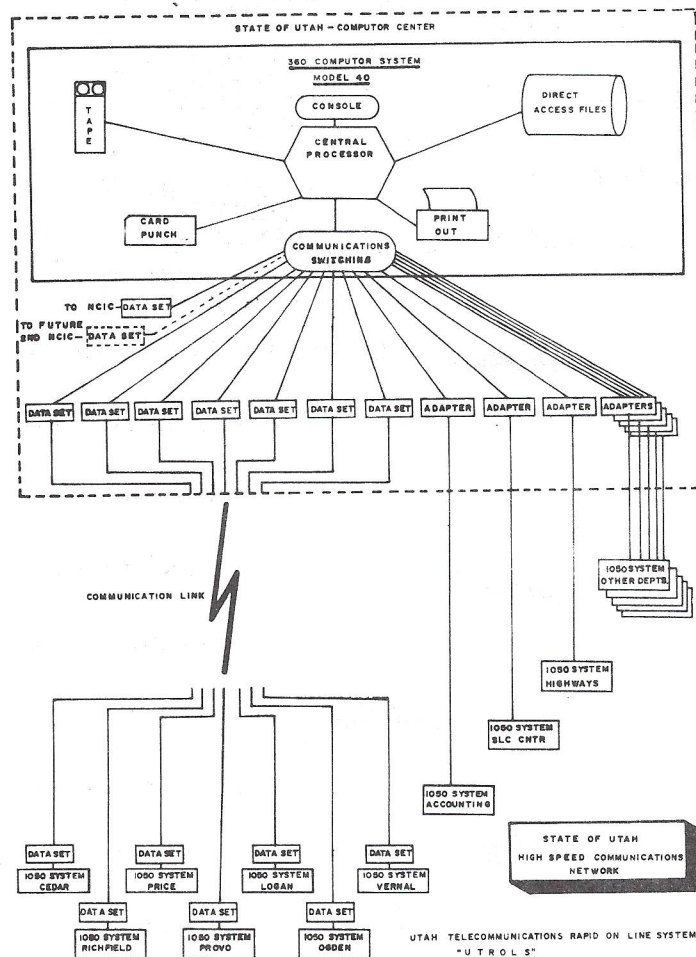 STATE OF UTAH - COMPUTOR CENTER
360 COMPUTOR SYSTEM
MODEL 40
CONSOLE
TAPE
CENTRAL
PROCESSOR
DIRECT
ACCESS FILES
CARD
PUNCH
PRINT
OUT
COMMUNICATIONS
SWITCHING
TO NCIC - DATA SET
TO FUTURE
2ND NCIC - DATA SET
DATA SET DATA SET DATA SET DATA SET DATA SET DATA SET DATA SET ADAPTER ADAPTER ADAPTER ADAPTERS
1050 SYSTEM
OTHER DEPTS.
COMMUNICATION LINK
1050 SYSTEM
HIGHWAYS
1050 SYSTEM
SLC CNTR
1050 SYSTEM
ACCOUNTING
DATA SET DATA SET DATA SET DATA SET
1050 SYSTEM
CEDAR
1050 SYSTEM
PRICE
1050 SYSTEM
LOGAN
1050 SYSTEM
VERNAL
DATA SET DATA SET DATA SET
1050 SYSTEM
RICHFIELD
1050 SYSTEM
PROVO
1050 SYSTEM
OGDEN
STATE OF UTAH
HIGH SPEED COMMUNICATIONS
NETWORK
UTAH TELECOMMUNICATIONS RAPID ON LINE SYSTEM
"U T R O L S"